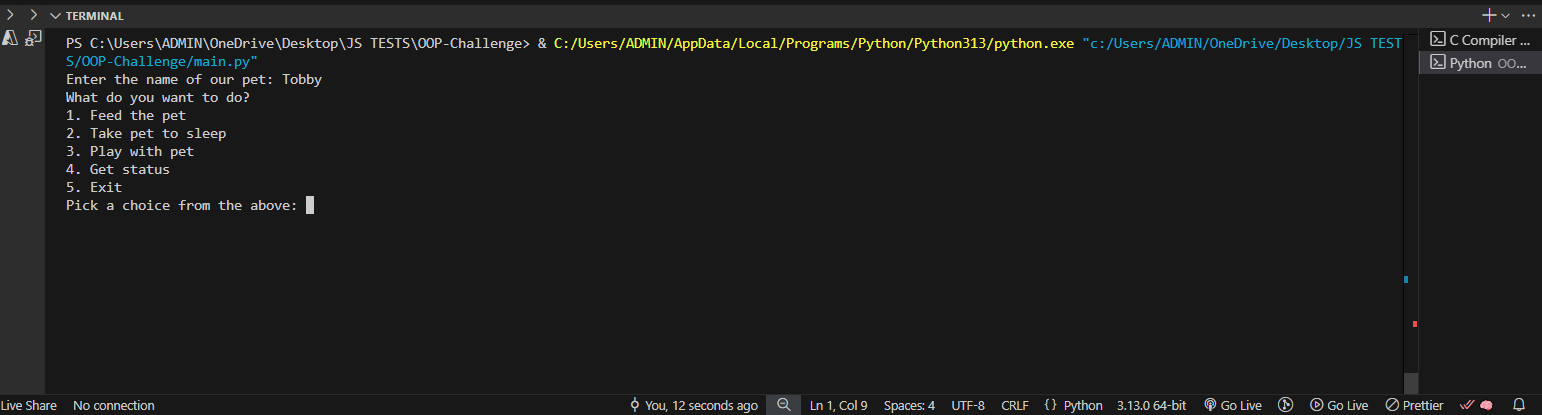 TERMINAL
PS C:\Users\ADMIN\OneDrive\Desktop\JS TESTS\OOP-Challenge> & C:/Users/ADMIN/AppData/Local/Programs/Python/Python313/python.exe "c:/Users/ADMIN/OneDrive/Desktop/JS TEST
S/OOP-Challenge/main.py"
Enter the name of our pet: Tobby
What do you want to do?
1. Feed the pet
2. Take pet to sleep
3. Play with pet
4. Get status
5. Exit
Pick a choice from the above:
C Compiler ...
Python OO...
Live Share No connection You, 12 seconds ago Ln 1, Col 9 Spaces: 4 UTF-8 CRLF {} Python 3.13.0 64-bit Go Live Go Live Prettier